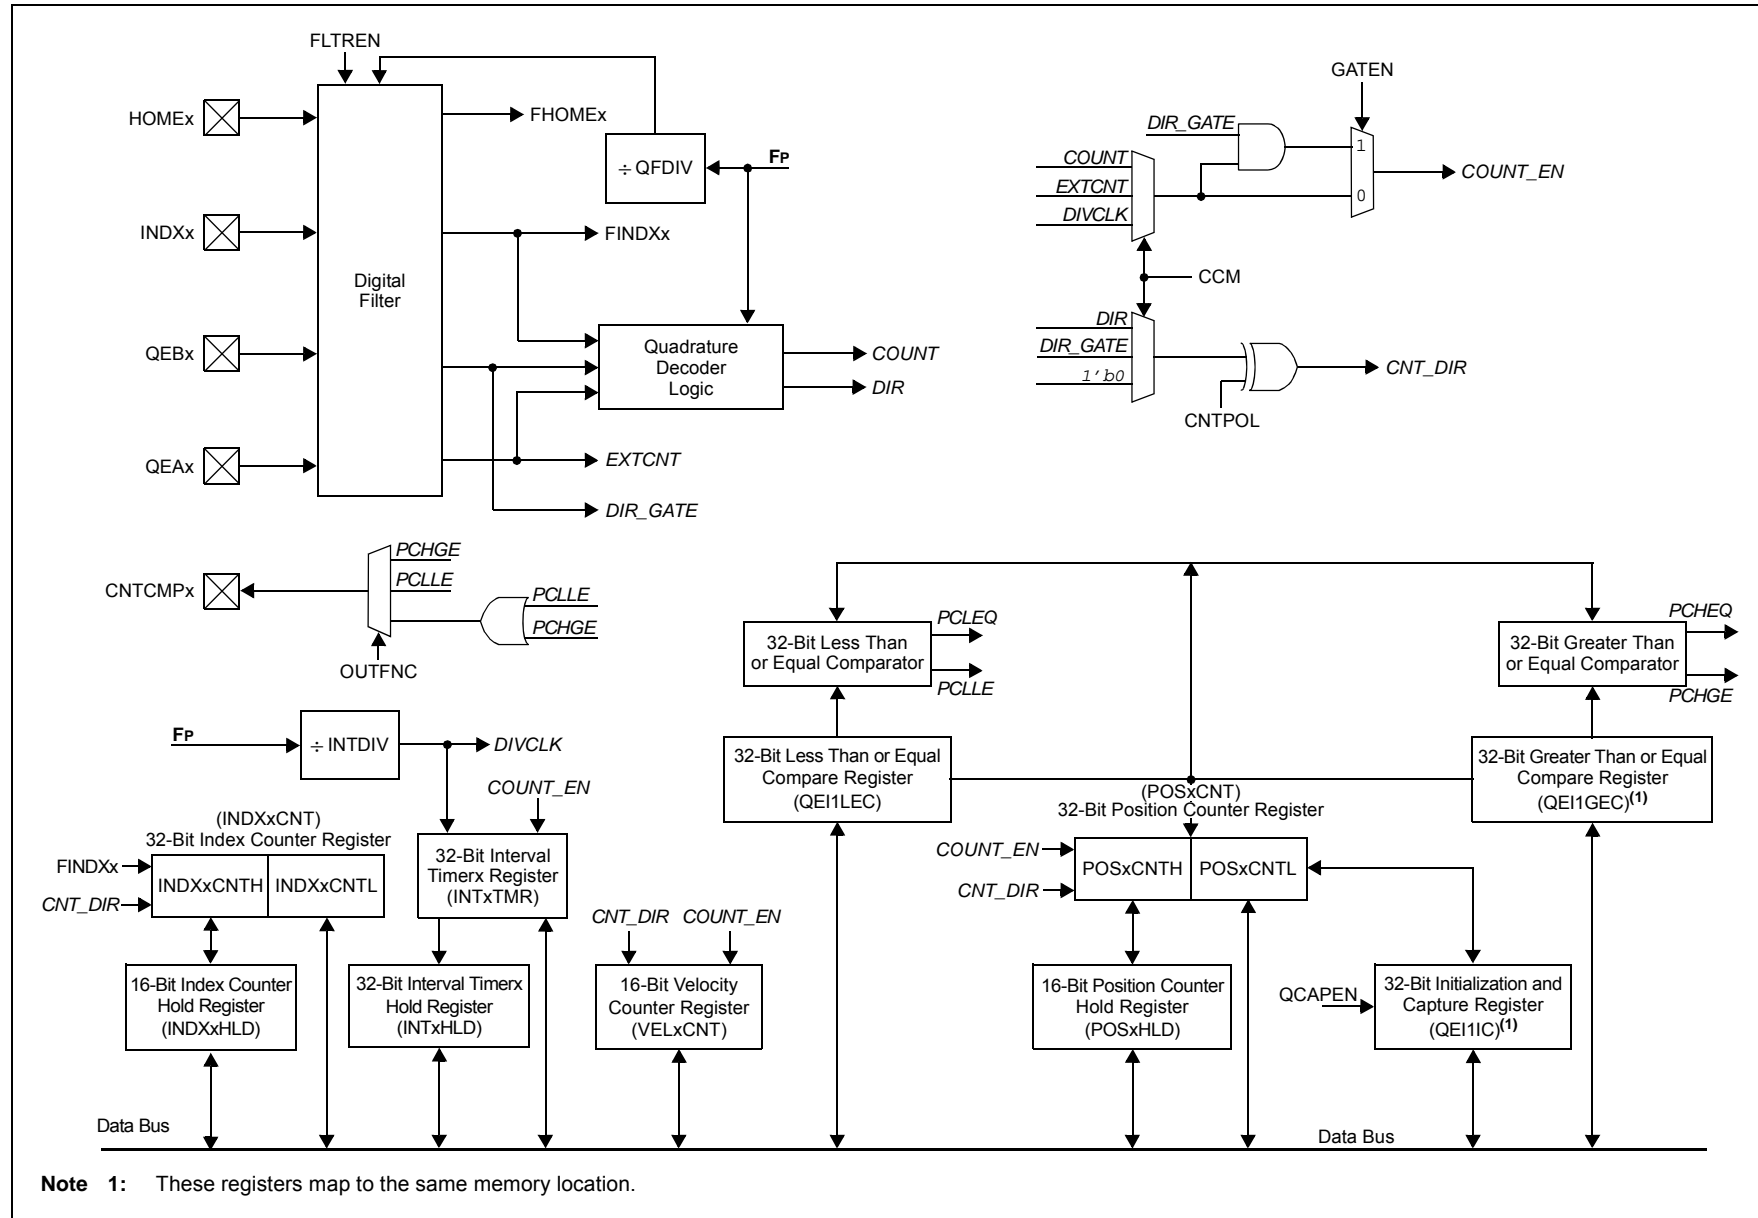 FLTREN
HOMEx
FHOMEx
÷ QFDIV
FP
INDXx
FINDXx
Digital
Filter
QEBx
Quadrature
Decoder
Logic
COUNT
DIR
QEAx
EXTCNT
DIR_GATE
GATEN
DIR_GATE
COUNT
EXTCNT
DIVCLK
1
0
COUNT_EN
CCM
DIR
DIR_GATE
1'b0
CNT_DIR
CNTPOL
CNTCMPx
PCHGE
PCLLE
PCLLE
PCHGE
OUTFNC
32-Bit Less Than
or Equal Comparator
PCLEQ
PCLLE
32-Bit Greater Than
or Equal Comparator
PCHEQ
PCHGE
FP
÷ INTDIV
DIVCLK
COUNT_EN
32-Bit Less Than or Equal
Compare Register
(QEI1LEC)
32-Bit Greater Than or Equal
Compare Register
(QEI1GEC)(1)
(POSxCNT)
32-Bit Position Counter Register
(INDXxCNT)
32-Bit Index Counter Register
FINDXx
CNT_DIR
INDXxCNTH
INDXxCNTL
32-Bit Interval
Timerx Register
(INTxTMR)
COUNT_EN
CNT_DIR
POSxCNTH
POSxCNTL
CNT_DIR
COUNT_EN
16-Bit Index Counter
Hold Register
(INDXxHLD)
32-Bit Interval Timerx
Hold Register
(INTxHLD)
16-Bit Velocity
Counter Register
(VELxCNT)
16-Bit Position Counter
Hold Register
(POSxHLD)
QCAPEN
32-Bit Initialization and
Capture Register
(QEI1IC)(1)
Data Bus
Data Bus
Note 1: These registers map to the same memory location.